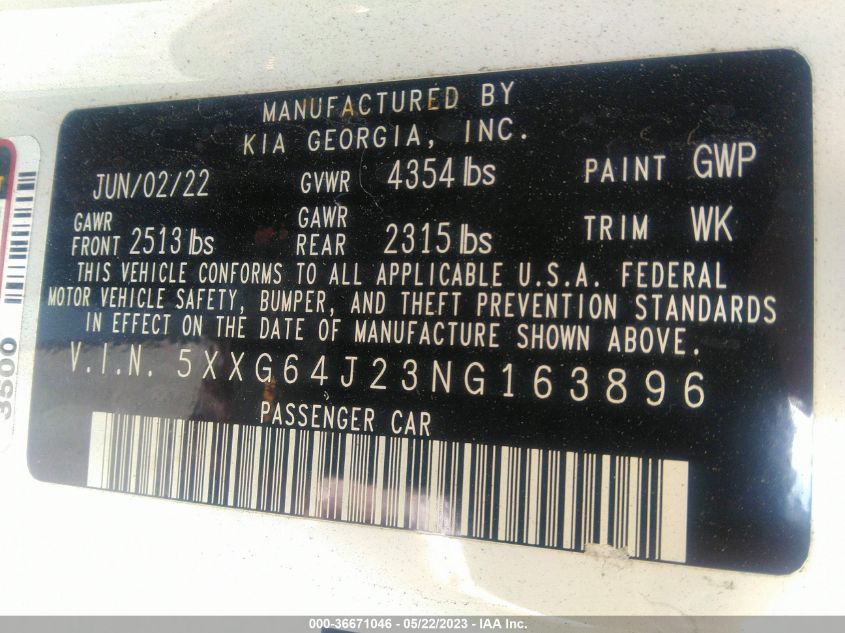 MANUFACTURED BY
KIA GEORGIA, INC.
JUN/02/22 GVWR 4354 lbs PAINT GWP
GAWR FRONT 2513 lbs GAWR REAR 2315 lbs TRIM WK
THIS VEHICLE CONFORMS TO ALL APPLICABLE U.S.A. FEDERAL
MOTOR VEHICLE SAFETY, BUMPER, AND THEFT PREVENTION STANDARDS
IN EFFECT ON THE DATE OF MANUFACTURE SHOWN ABOVE.
V.I.N. 5XXG64J23NG163896
PASSENGER CAR
3500
000-36671046 - 05/22/2023 - IAA Inc.